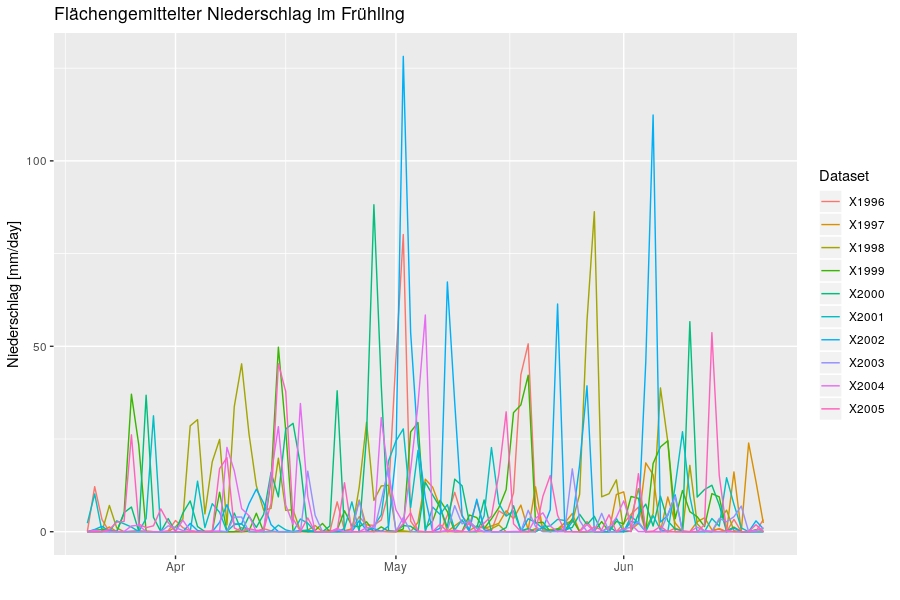 Flächengemittelter Niederschlag im Frühling
Niederschlag [mm/day]
100
50
0
Apr
May
Jun
Dataset
X1996
X1997
X1998
X1999
X2000
X2001
X2002
X2003
X2004
X2005